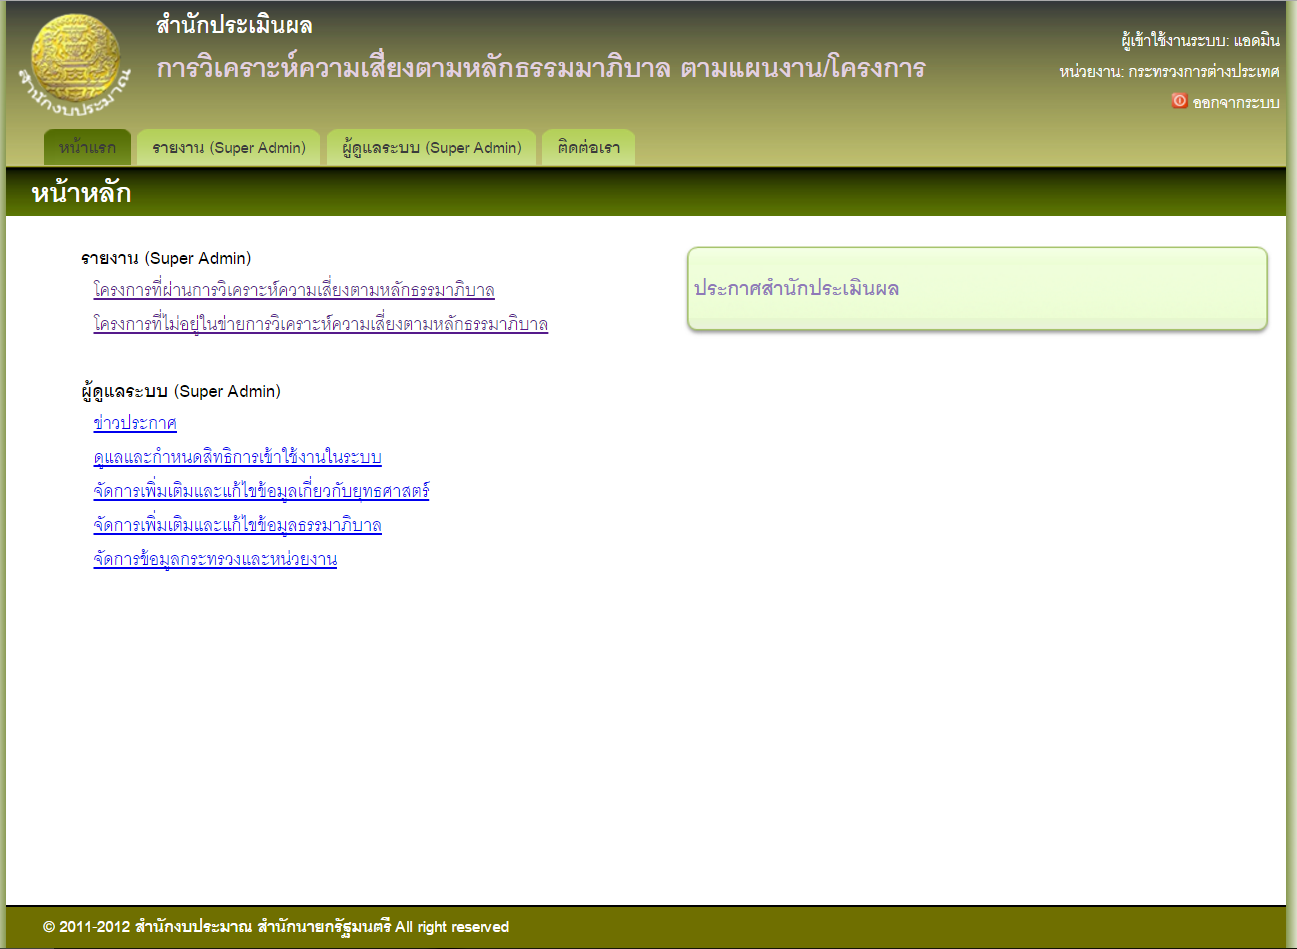 สำนักประเมินผล
การวิเคราะห์ความเสี่ยงตามหลักธรรมมาภิบาล ตามแผนงาน/โครงการ
ผู้เข้าใช้งานระบบ: แอดมิน
หน่วยงาน: กระทรวงการต่างประเทศ
ออกจากระบบ
สำนักงบประมาณ
หน้าแรก รายงาน (Super Admin) ผู้ดูแลระบบ (Super Admin) ติดต่อเรา
หน้าหลัก
รายงาน (Super Admin)
โครงการที่ผ่านการวิเคราะห์ความเสี่ยงตามหลักธรรมาภิบาล
โครงการที่ไม่อยู่ในข่ายการวิเคราะห์ความเสี่ยงตามหลักธรรมาภิบาล
ประกาศสำนักประเมินผล
ผู้ดูแลระบบ (Super Admin)
ข่าวประกาศ
ดูแลและกำหนดสิทธิการเข้าใช้งานในระบบ
จัดการเพิ่มเติมและแก้ไขข้อมูลเกี่ยวกับยุทธศาสตร์
จัดการเพิ่มเติมและแก้ไขข้อมูลธรรมาภิบาล
จัดการข้อมูลกระทรวงและหน่วยงาน
© 2011-2012 สำนักงบประมาณ สำนักนายกรัฐมนตรี All right reserved